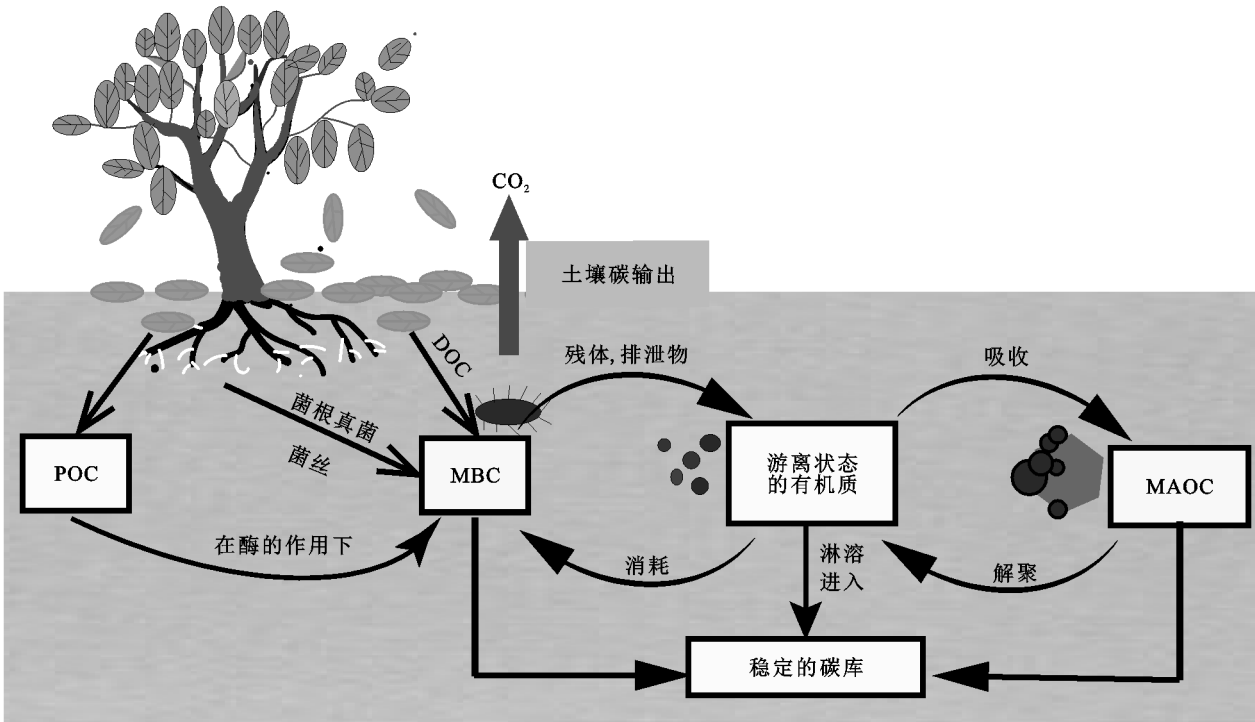 CO₂
土壤碳输出
DOC
残体,排泄物
吸收
菌根真菌
菌丝
POC
MBC
游离状态
的有机质
MAOC
在酶的作用下
消耗
淋溶
进入
解聚
稳定的碳库